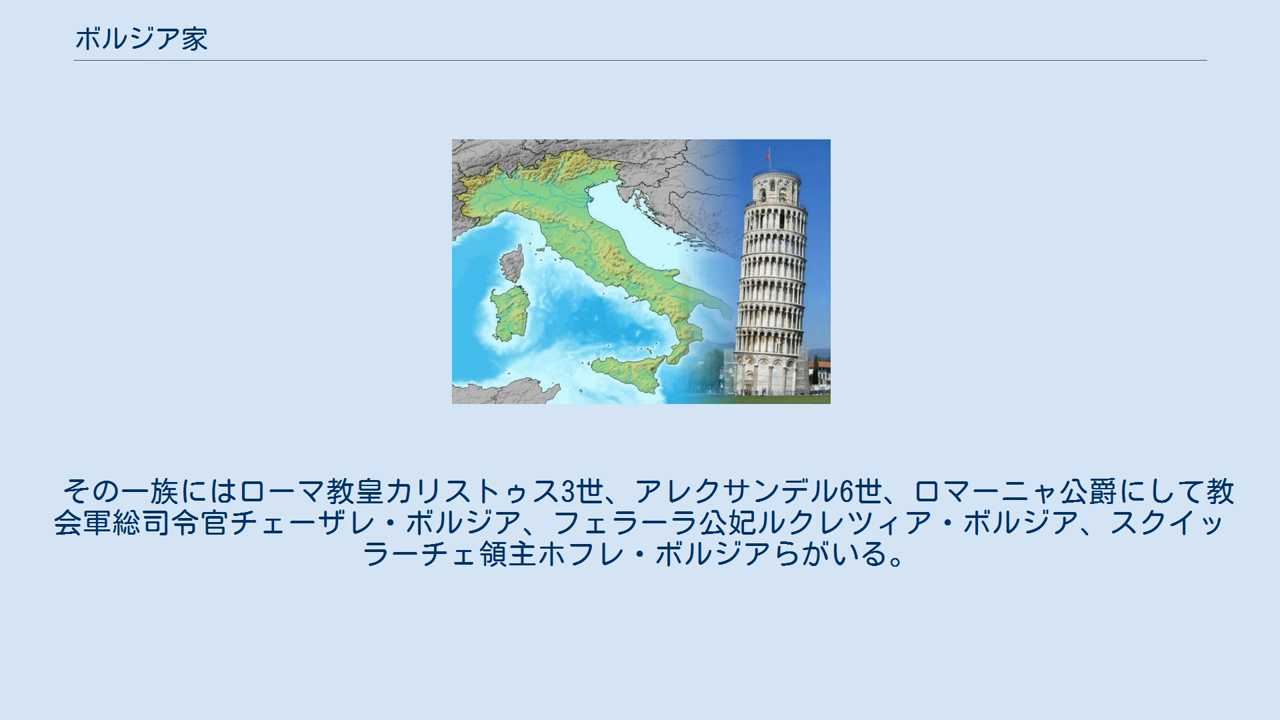 ボルジア家
その一族にはローマ教皇カリストゥス3世、アレクサンデル6世、ロマーニャ公爵にして教
会軍総司令官チェーザレ・ボルジア、フェラーラ公妃ルクレツィア・ボルジア、スクイッ
ラーチェ領主ホフレ・ボルジアらがいる。